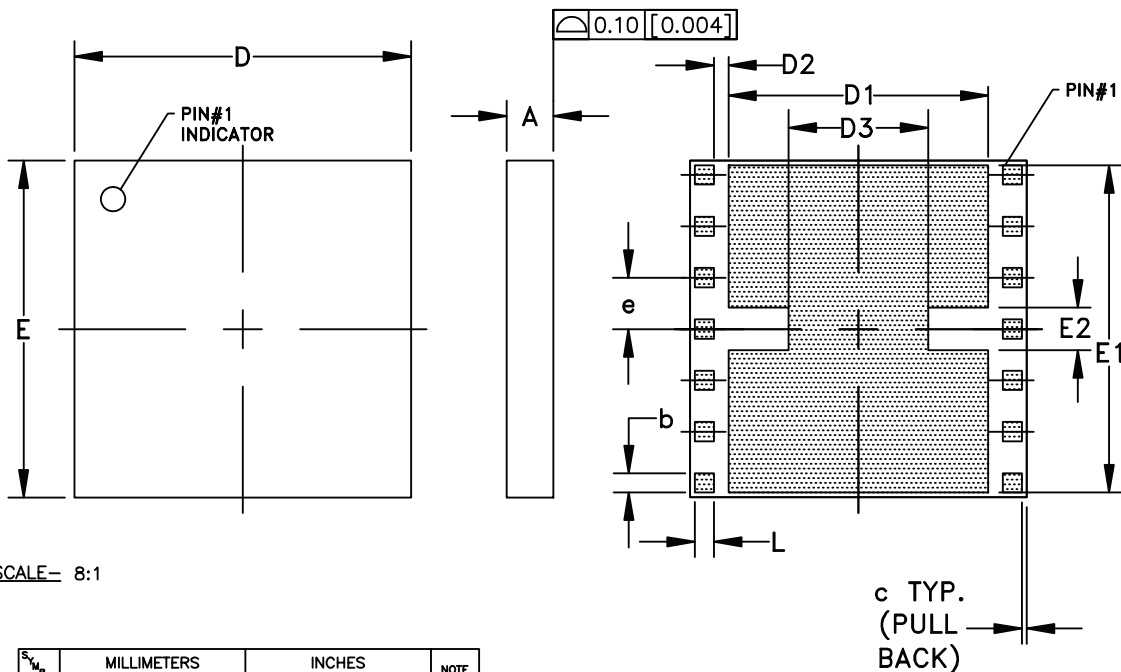 ⌓ 0.10 [0.004]
D
D2
D1
D3
PIN#1
PIN#1
INDICATOR
A
E
e
E2
E1
b
L
SCALE- 8:1
c TYP.
(PULL
BACK)
MILLIMETERS INCHES NOTE